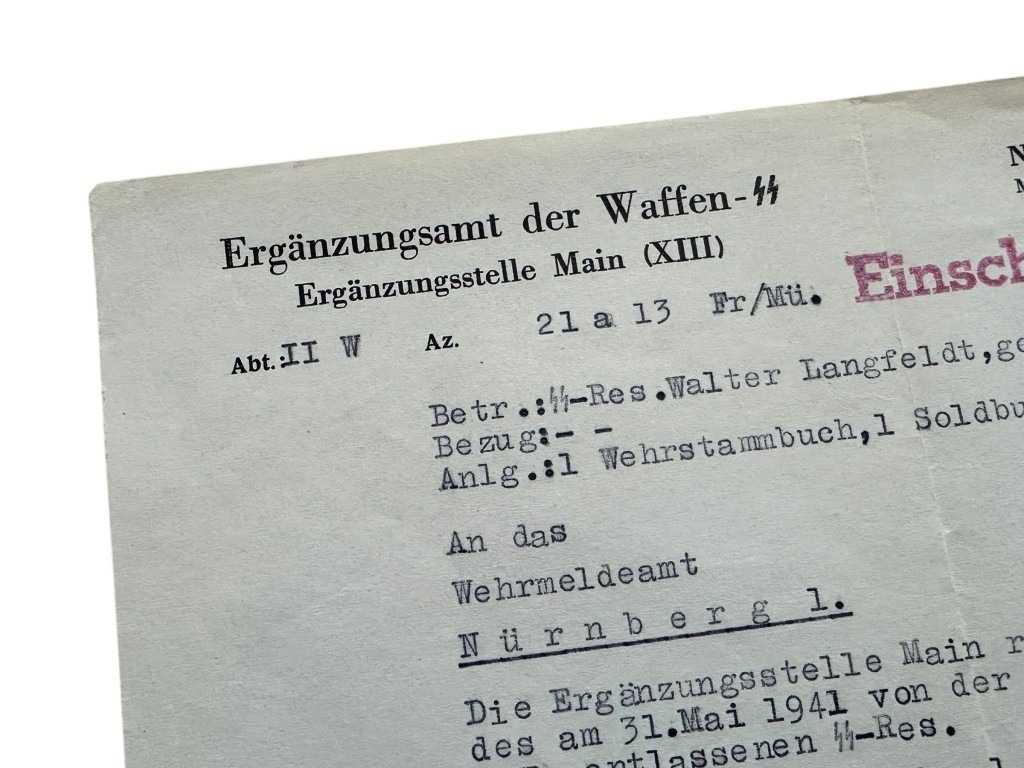 Ergänzungsamt der Waffen-ᛋᛋ
Ergänzungsstelle Main (XIII)
Abt.: II W Az. 21 a 13 Fr/Mü.
Betr.:ᛋᛋ-Res.Walter Langfeldt,
Bezug:- -
Anlg.:1 Wehrstammbuch,1
An das
Wehrmeldeamt
N ü r n b e r g 1.
Die Ergänzungsstelle Main
des am 31.Mai 1941 von der
entlassenen ᛋᛋ-Res.